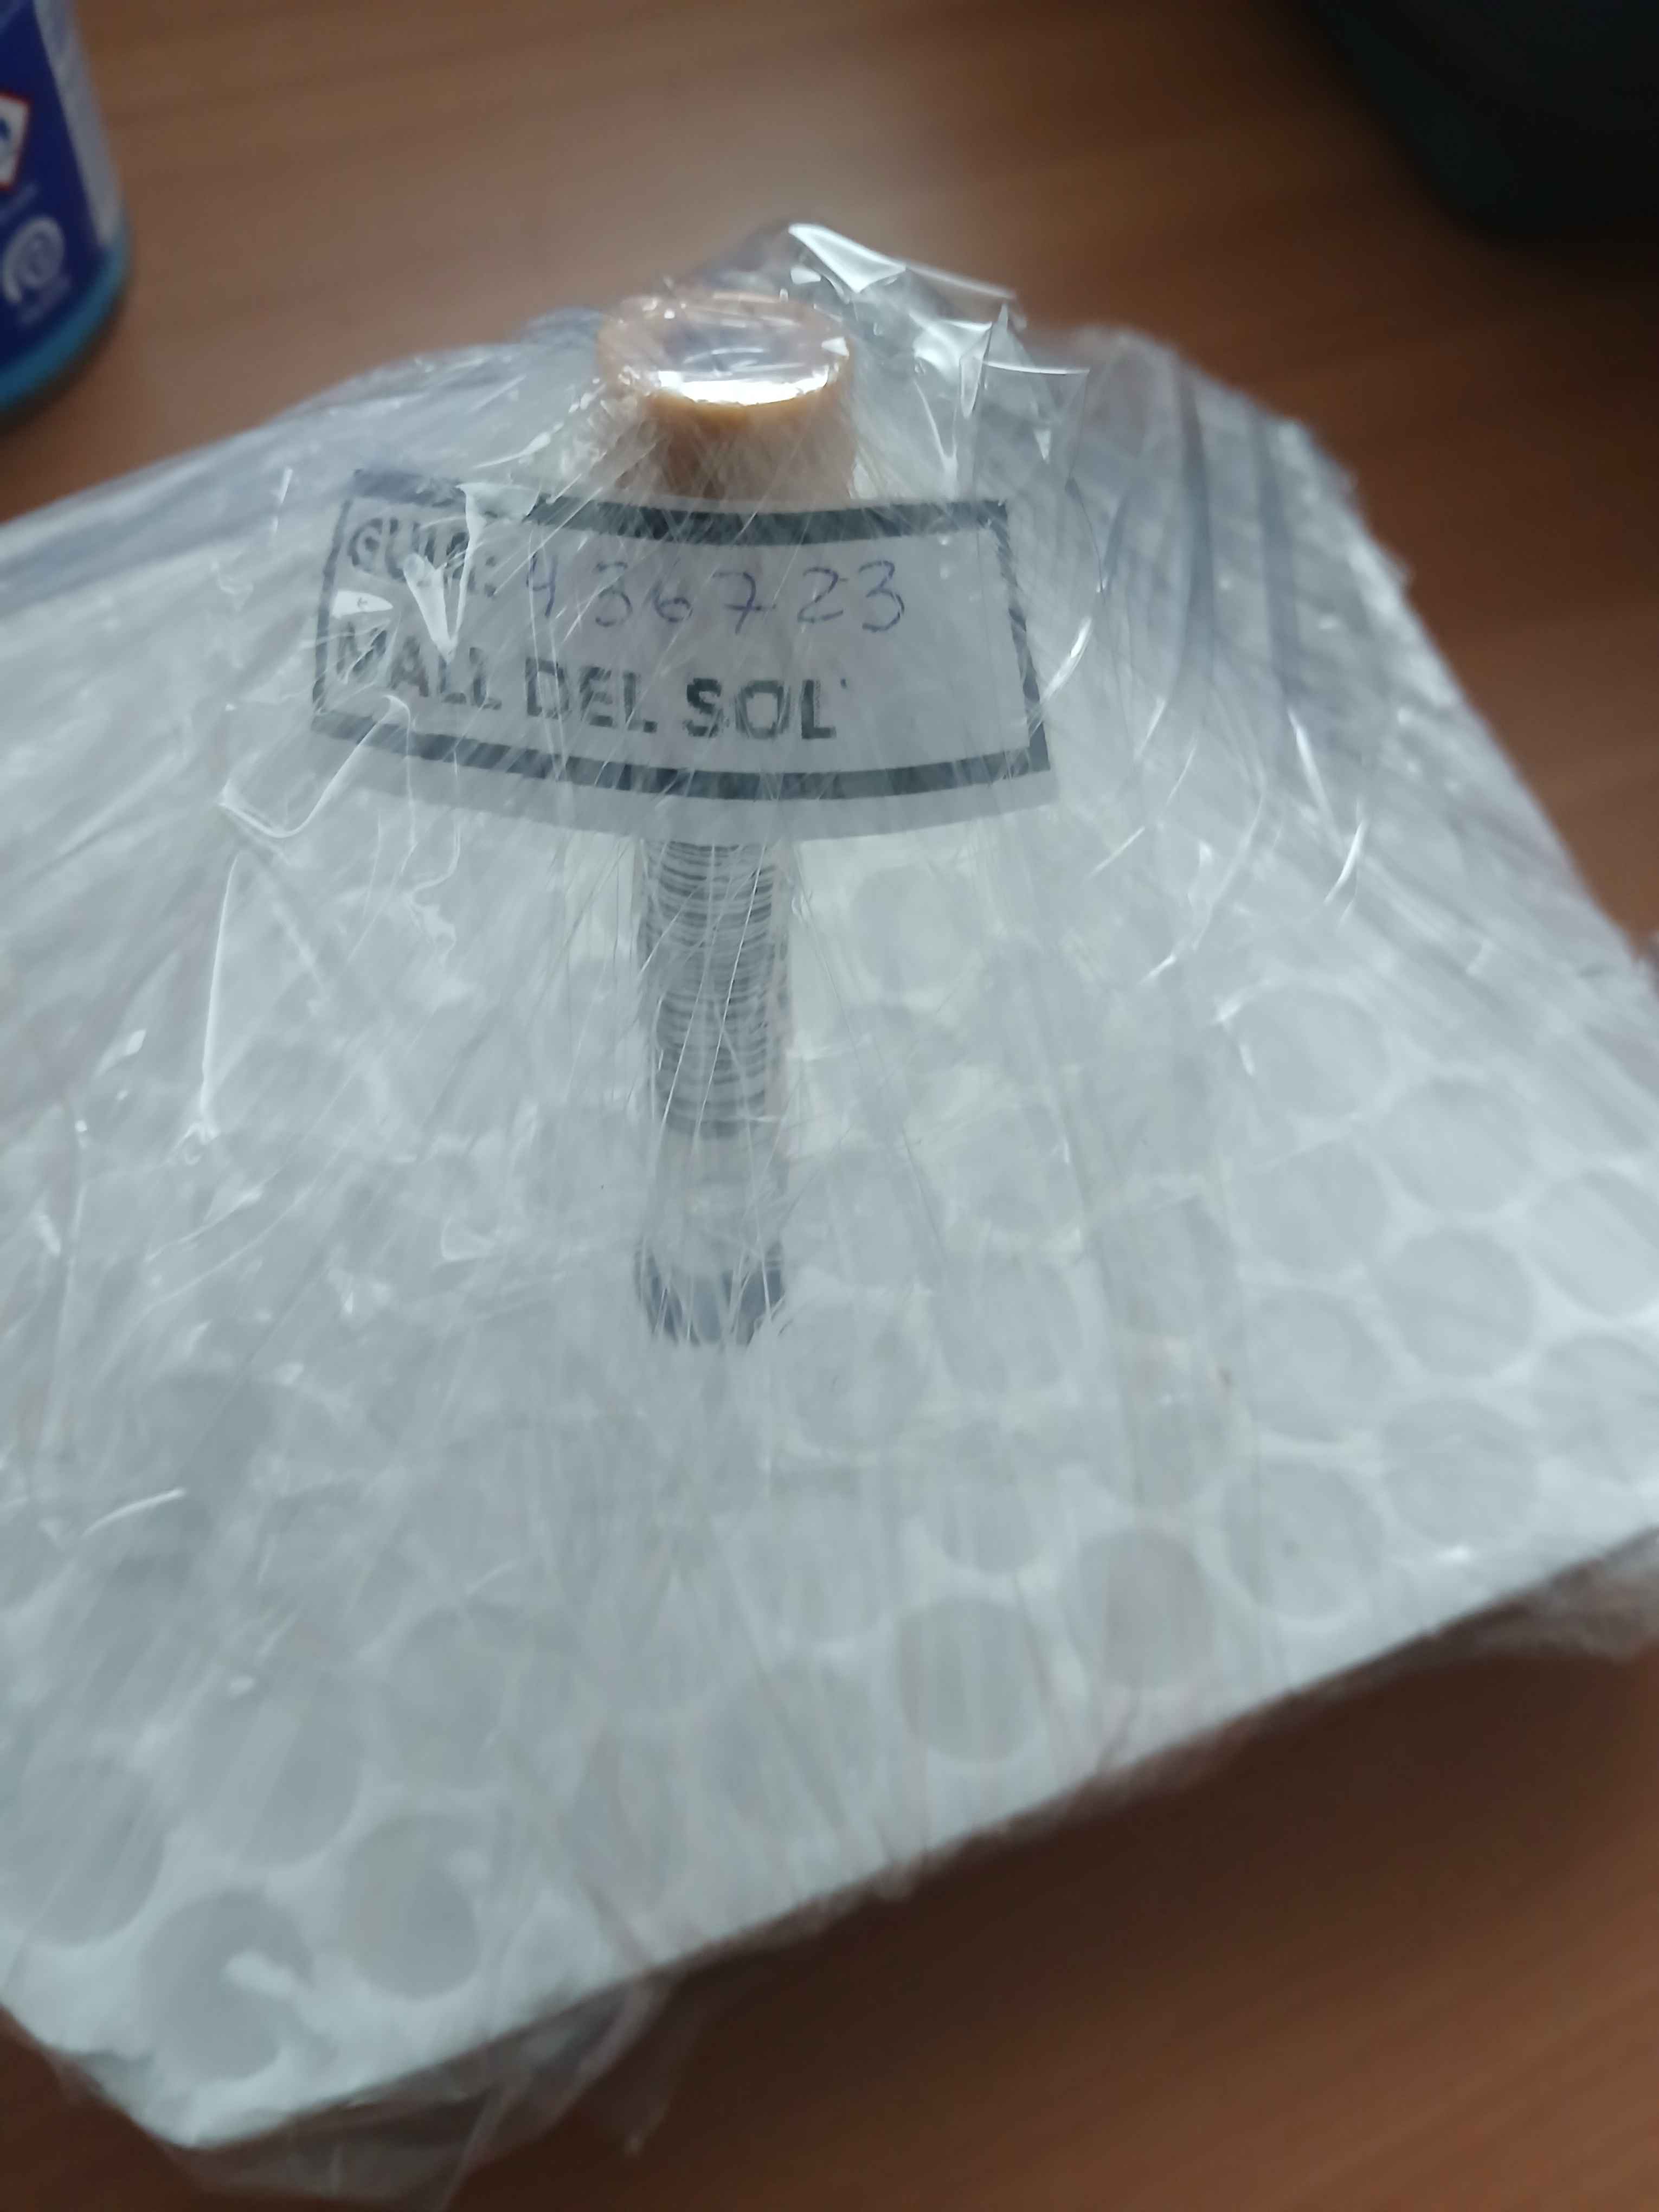 GUIA: 436723
MALL DEL SOL